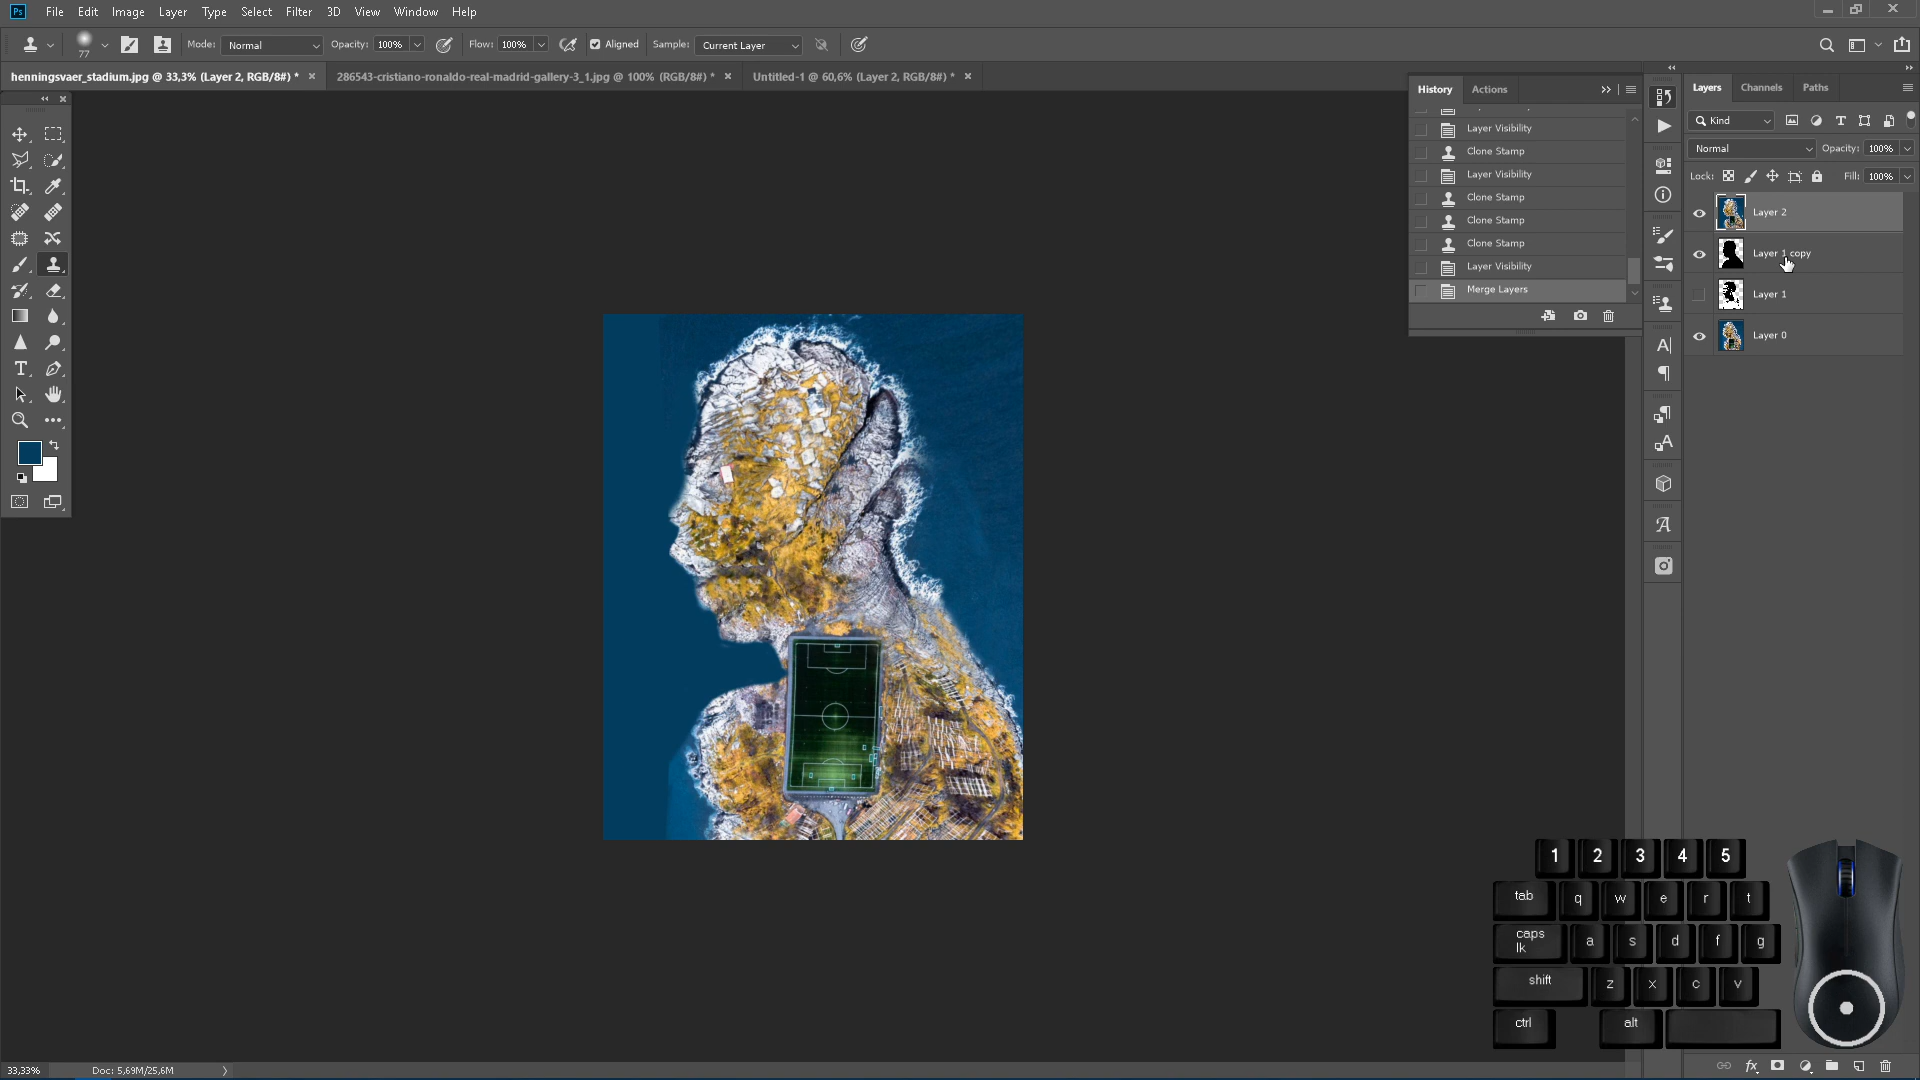 Ps File Edit Image Layer Type Select Filter 3D View Window Help
77 Mode: Normal Opacity: 100% Flow: 100% Aligned Sample: Current Layer
henningsvaer_stadium.jpg @ 33,3% (Layer 2, RGB/8#) * 286543-cristiano-ronaldo-real-madrid-gallery-3_1.jpg @ 100% (RGB/8#) * Untitled-1 @ 60,6% (Layer 2, RGB/8#) *
History Actions
Layer Visibility
Clone Stamp
Layer Visibility
Clone Stamp
Clone Stamp
Clone Stamp
Layer Visibility
Merge Layers
Layers Channels Paths
Kind
Normal Opacity: 100%
Lock: Fill: 100%
Layer 2
Layer 1 copy
Layer 1
Layer 0
1 2 3 4 5
tab q w e r t
caps lk a s d f g
shift z x c v
ctrl alt
33,33% Doc: 5,69M/25,6M